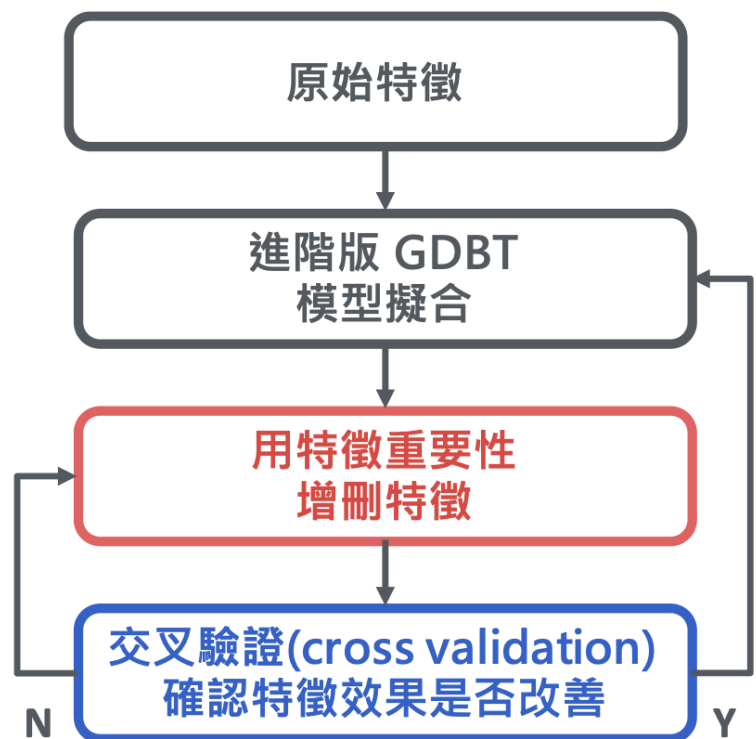 原始特徵
進階版 GDBT
模型擬合
用特徵重要性
增刪特徵
交叉驗證(cross validation)
確認特徵效果是否改善
N
Y